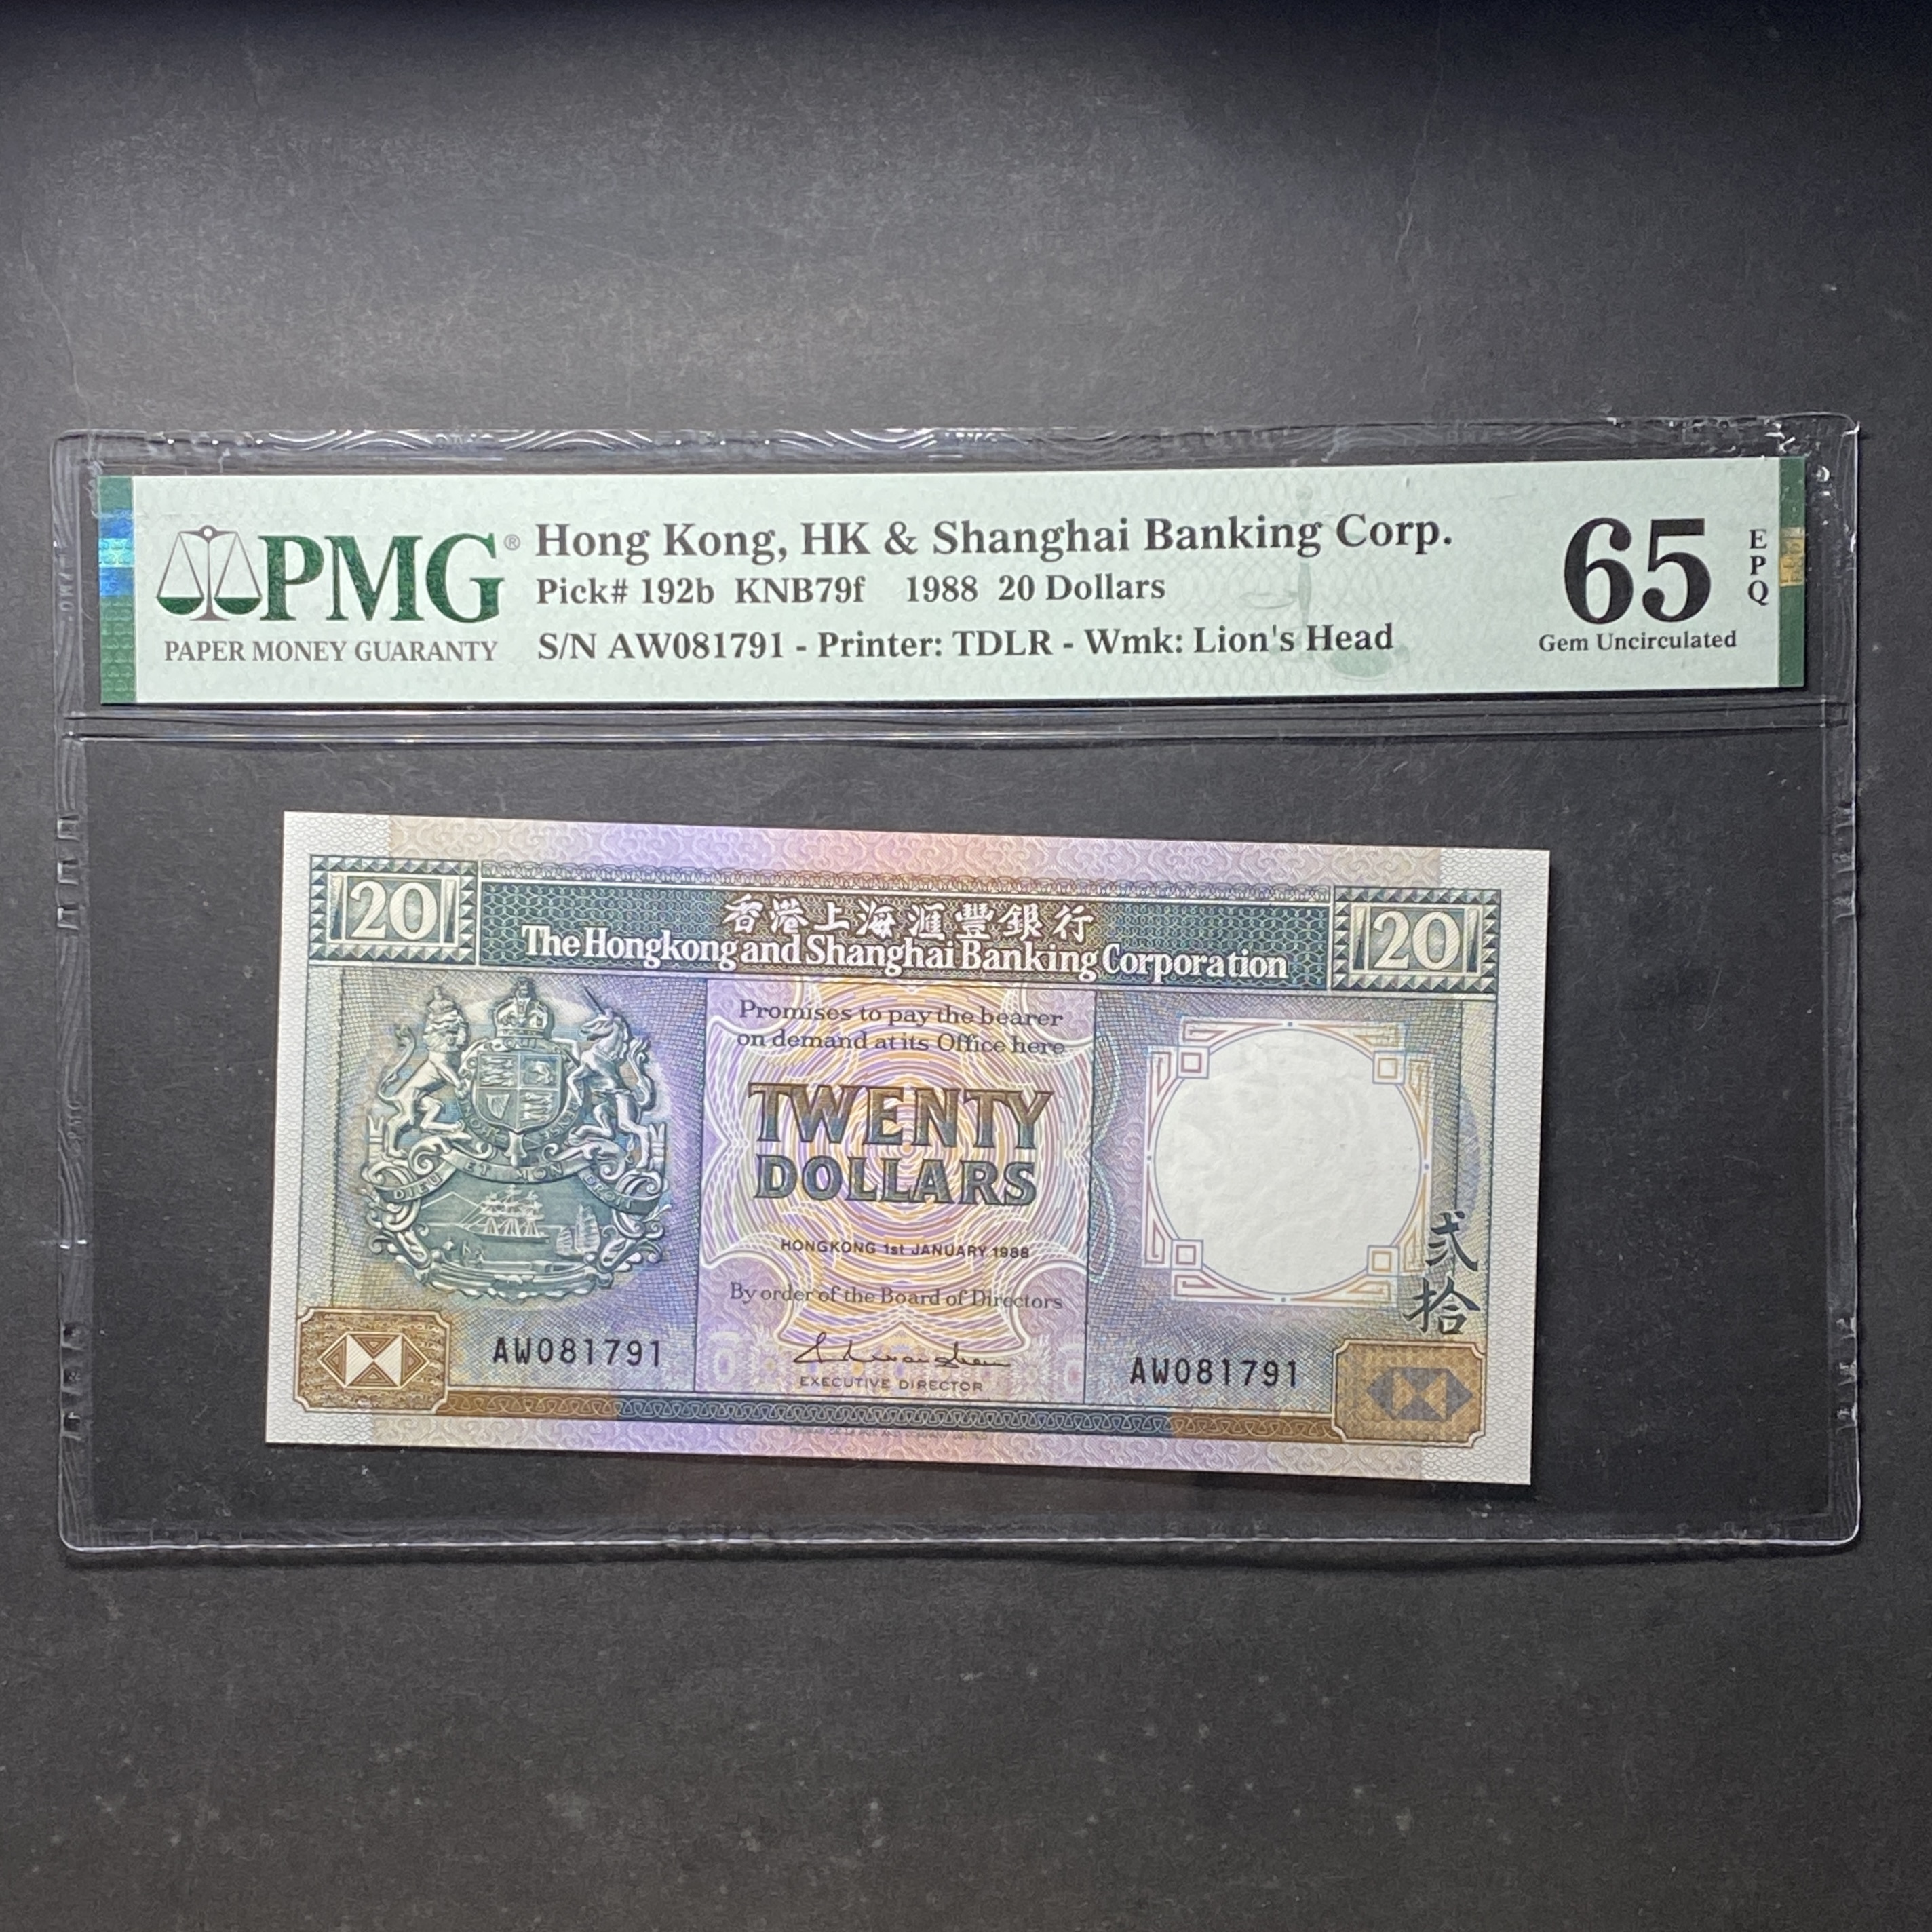 PMG®
PAPER MONEY GUARANTY
Hong Kong, HK & Shanghai Banking Corp.
Pick# 192b KNB79f 1988 20 Dollars
S/N AW081791 - Printer: TDLR - Wmk: Lion's Head
65
EPQ
Gem Uncirculated
20
香港上海滙豐銀行
The Hongkong and Shanghai Banking Corporation
20
Promises to pay the bearer
on demand at its Office here
TWENTY
DOLLARS
HONGKONG 1st JANUARY 1988
By order of the Board of Directors
EXECUTIVE DIRECTOR
DIEU ET MON DROIT
AW081791
AW081791
贰
拾